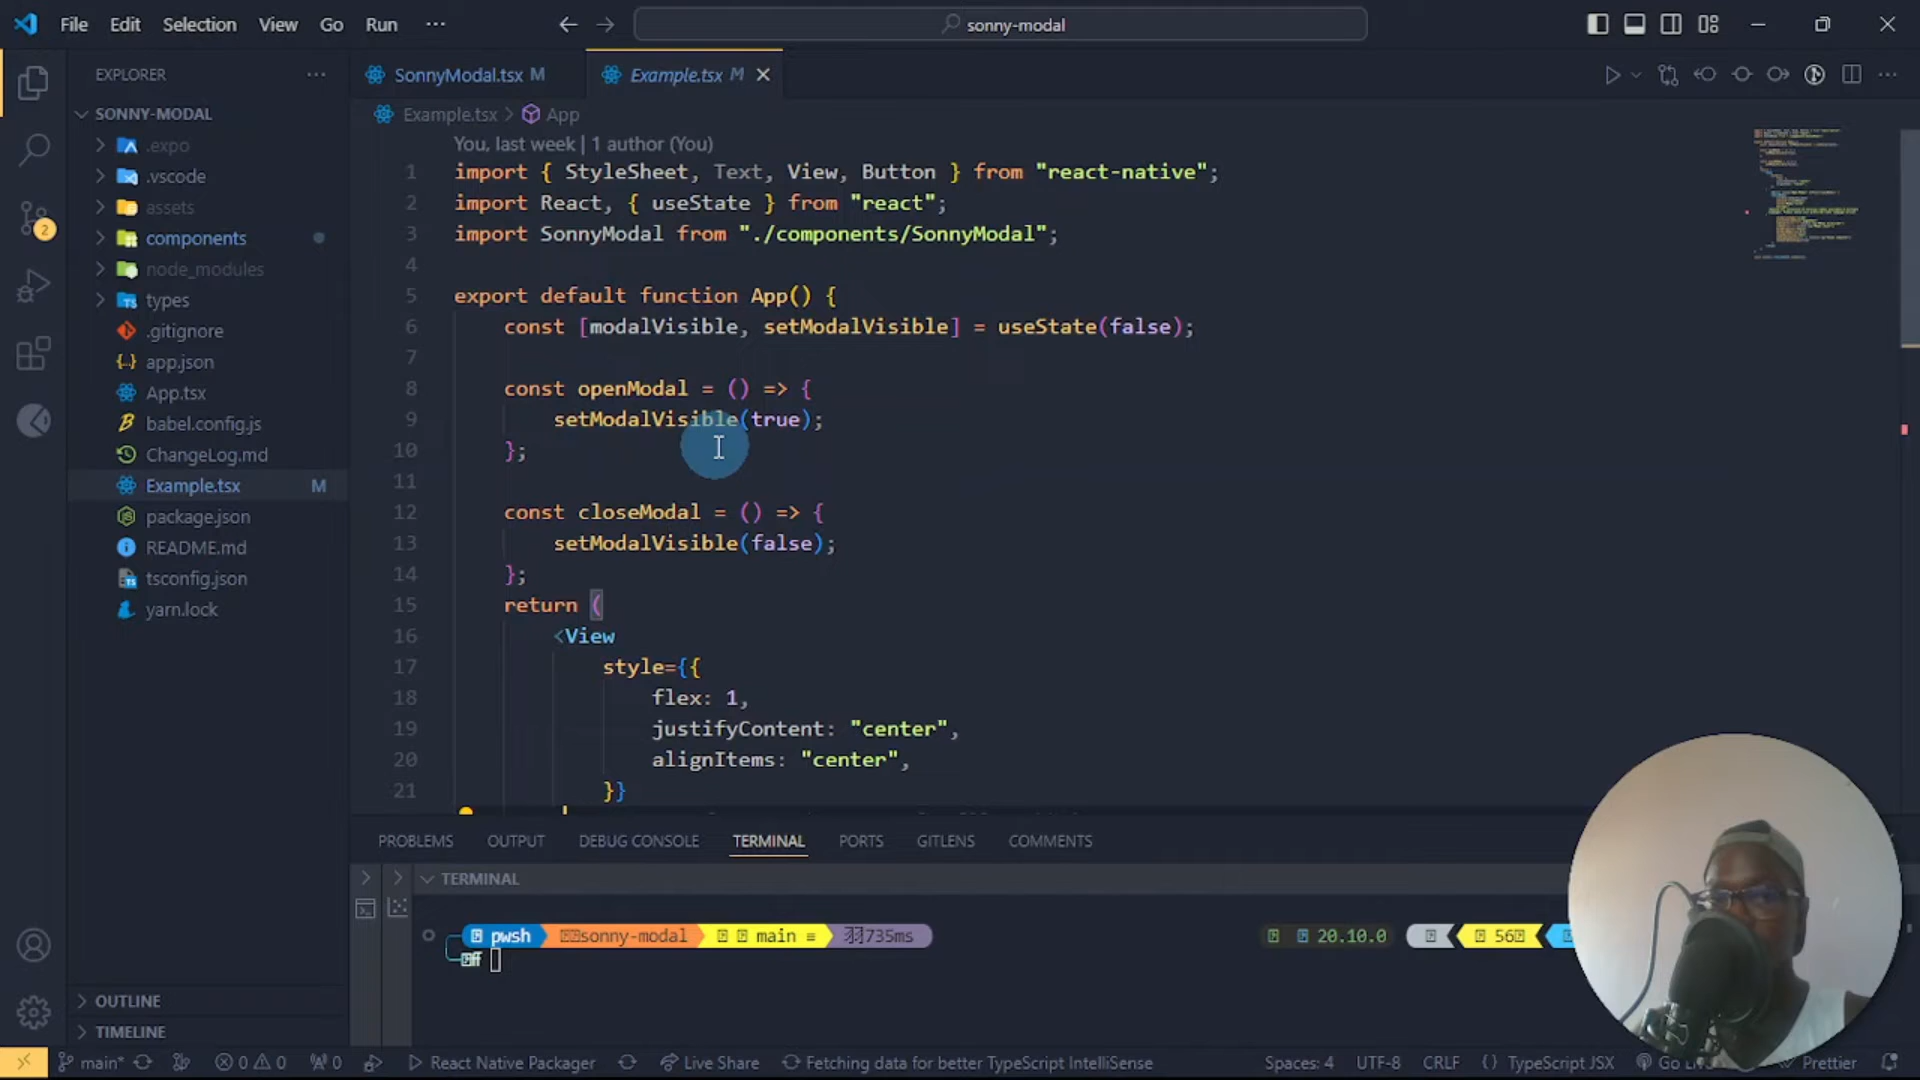 File Edit Selection View Go Run ···
sonny-modal
EXPLORER
SonnyModal.tsx M
Example.tsx M
SONNY-MODAL
.expo
.vscode
assets
components
node_modules
types
.gitignore
app.json
App.tsx
babel.config.js
ChangeLog.md
Example.tsx M
package.json
README.md
tsconfig.json
yarn.lock
OUTLINE
TIMELINE
2
Example.tsx > App
You, last week | 1 author (You)
1 import { StyleSheet, Text, View, Button } from "react-native";
2 import React, { useState } from "react";
3 import SonnyModal from "./components/SonnyModal";
4
5 export default function App() {
6 const [modalVisible, setModalVisible] = useState(false);
7
8 const openModal = () => {
9 setModalVisible(true);
10 };
11
12 const closeModal = () => {
13 setModalVisible(false);
14 };
15 return (
16 <View
17 style={{
18 flex: 1,
19 justifyContent: "center",
20 alignItems: "center",
21 }}
PROBLEMS OUTPUT DEBUG CONSOLE TERMINAL PORTS GITLENS COMMENTS
TERMINAL
pwsh sonny-modal main ≡ 735ms
20.10.0 56
main* 0 0 0 React Native Packager Live Share Fetching data for better TypeScript IntelliSense Spaces: 4 UTF-8 CRLF {} TypeScript JSX Prettier